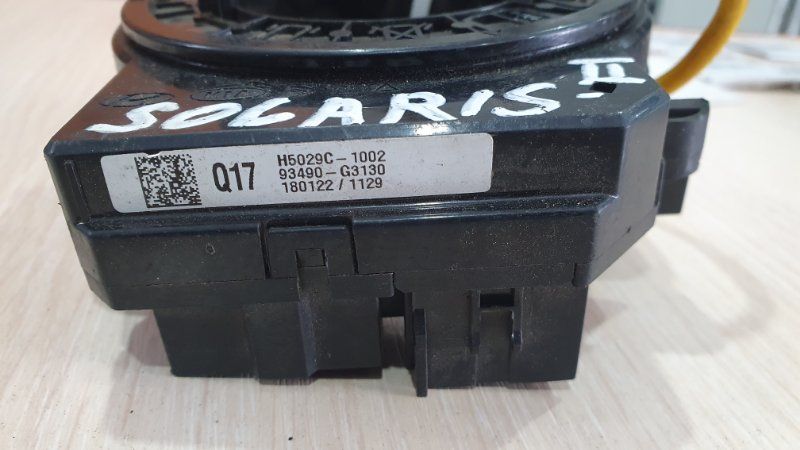 SOLARIS-II
Q17
H5029C-1002
93490-G3130
180122 / 1129